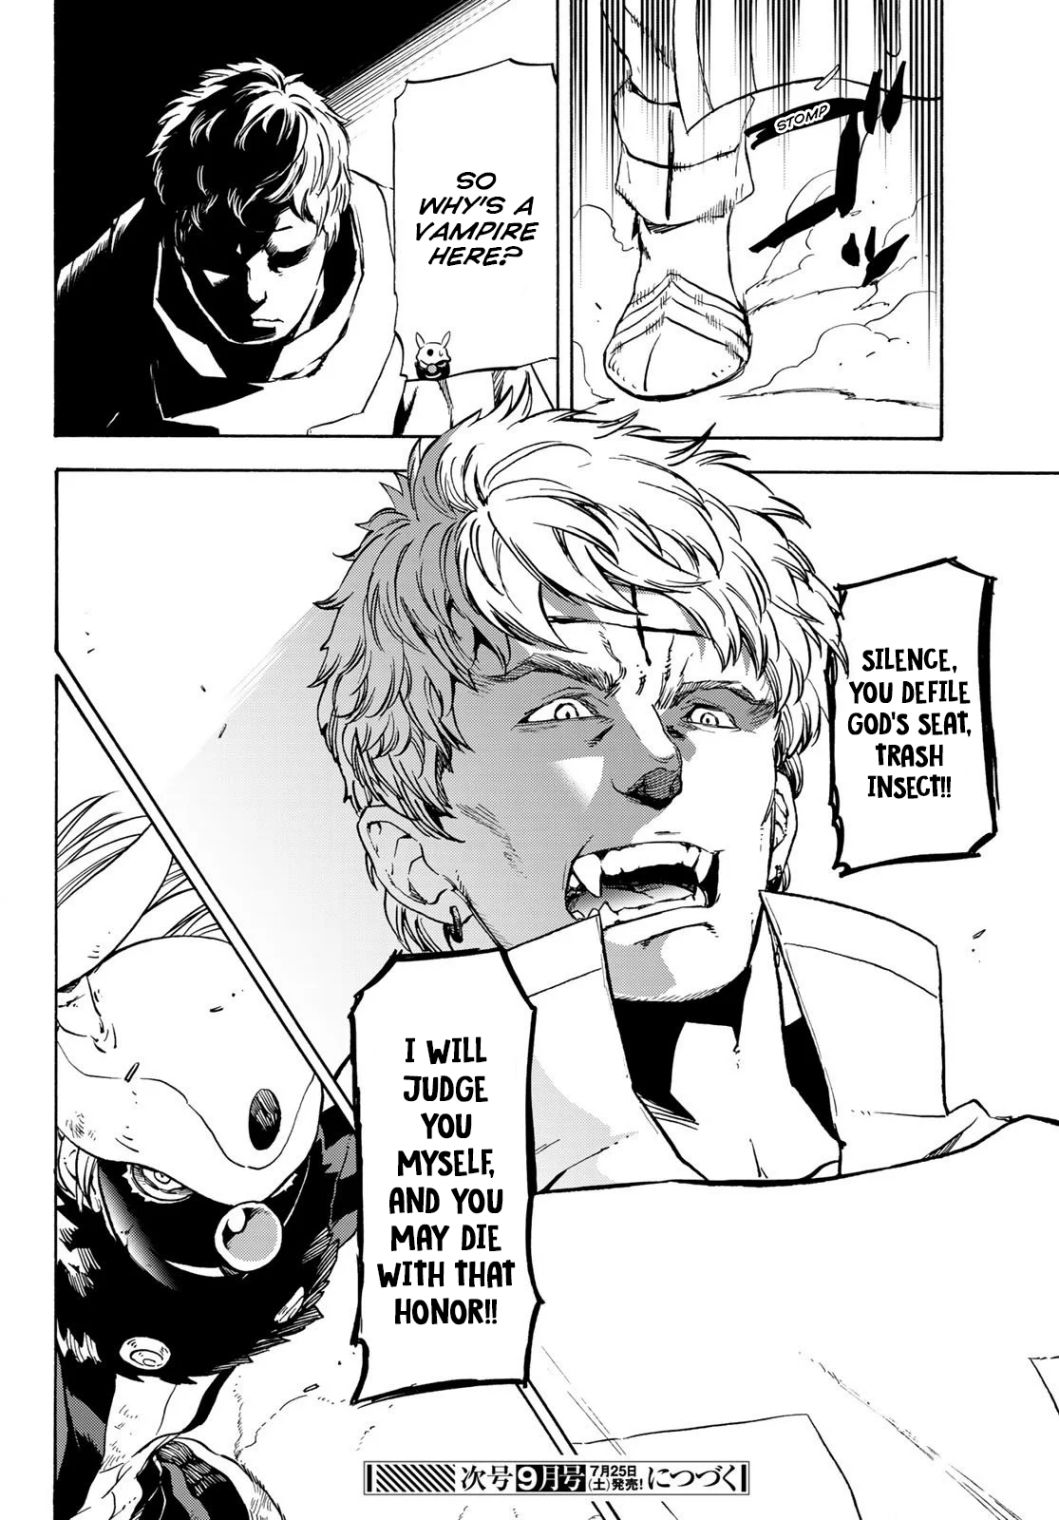 STOMP
SO
WHY'S A
VAMPIRE
HERE?
SILENCE,
YOU DEFILE
GOD'S SEAT,
TRASH
INSECT!!
I WILL
JUDGE
YOU
MYSELF,
AND YOU
MAY DIE
WITH THAT
HONOR!!
次号9月号7月25日(土)発売!につづく